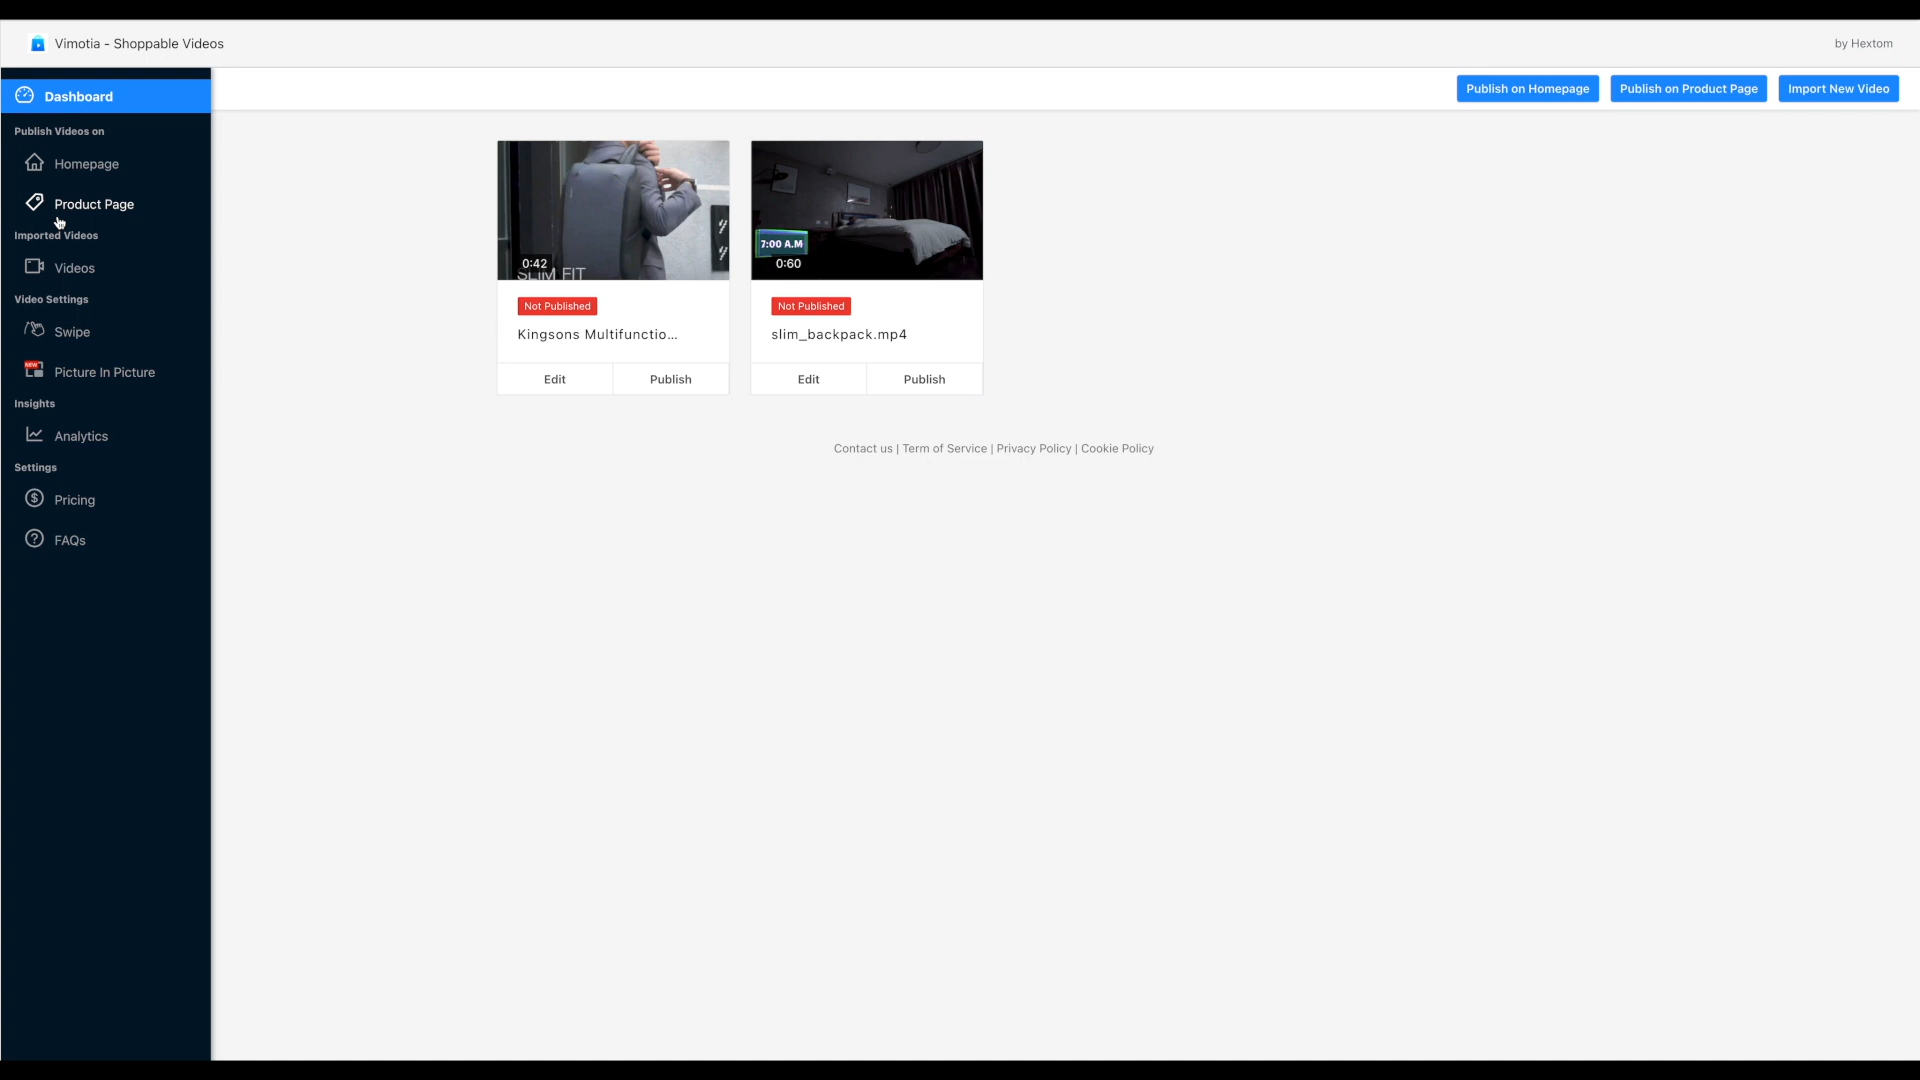 Vimotia - Shoppable Videos
by Hextom
Dashboard
Publish on Homepage
Publish on Product Page
Import New Video
Publish Videos on
Homepage
Product Page
Imported Videos
Videos
Video Settings
Swipe
NEW
Picture In Picture
Insights
Analytics
Settings
Pricing
FAQs
0:42
SLIM FIT
Not Published
Kingsons Multifunctio...
Edit
Publish
7:00 A.M
0:60
Not Published
slim_backpack.mp4
Edit
Publish
Contact us | Term of Service | Privacy Policy | Cookie Policy